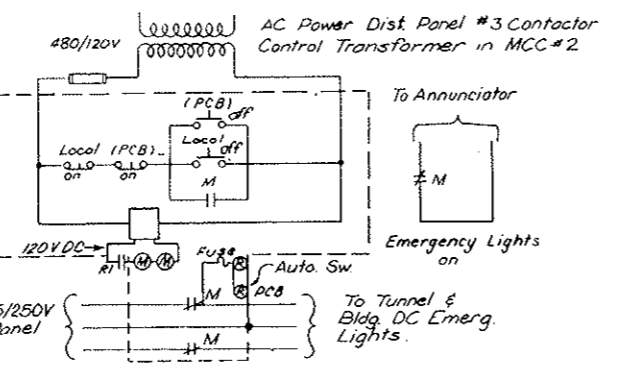 480/120V
AC Power Dist. Panel #3 Contactor
Control Transformer in MCC#2
(PCB)
off
To Annunciator
Local
(PCB)
Local
off
on
on
M
M
120V DC
R1
M
M
Fuse
R
Auto. Sw.
R
PCB
Emergency Lights
on
5/250V
Panel
M
M
To Tunnel &
Bldg. DC Emerg.
Lights.